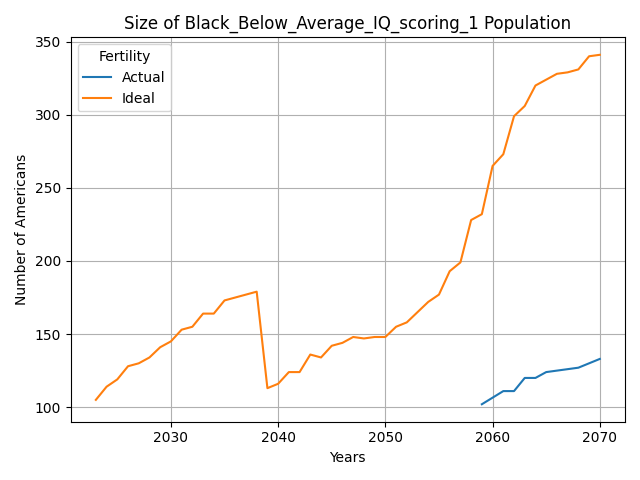 Size of Black_Below_Average_IQ_scoring_1 Population
Fertility
Actual
Ideal
350
300
250
200
150
100
Number of Americans
2030 2040 2050 2060 2070
Years